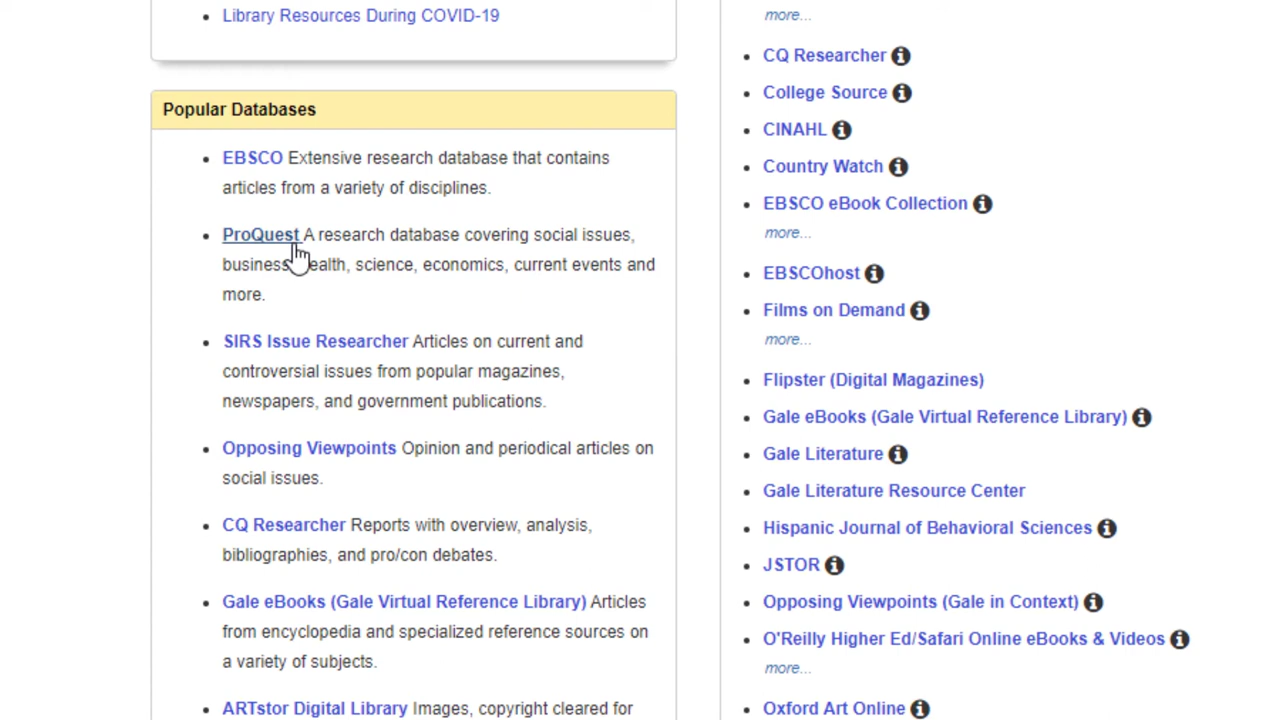 Library Resources During COVID-19
Popular Databases
EBSCO Extensive research database that contains
articles from a variety of disciplines.
ProQuest A research database covering social issues,
business, health, science, economics, current events and
more.
SIRS Issue Researcher Articles on current and
controversial issues from popular magazines,
newspapers, and government publications.
Opposing Viewpoints Opinion and periodical articles on
social issues.
CQ Researcher Reports with overview, analysis,
bibliographies, and pro/con debates.
Gale eBooks (Gale Virtual Reference Library) Articles
from encyclopedia and specialized reference sources on
a variety of subjects.
ARTstor Digital Library Images, copyright cleared for
more...
CQ Researcher
College Source
CINAHL
Country Watch
EBSCO eBook Collection
more...
EBSCOhost
Films on Demand
more...
Flipster (Digital Magazines)
Gale eBooks (Gale Virtual Reference Library)
Gale Literature
Gale Literature Resource Center
Hispanic Journal of Behavioral Sciences
JSTOR
Opposing Viewpoints (Gale in Context)
O'Reilly Higher Ed/Safari Online eBooks & Videos
more...
Oxford Art Online